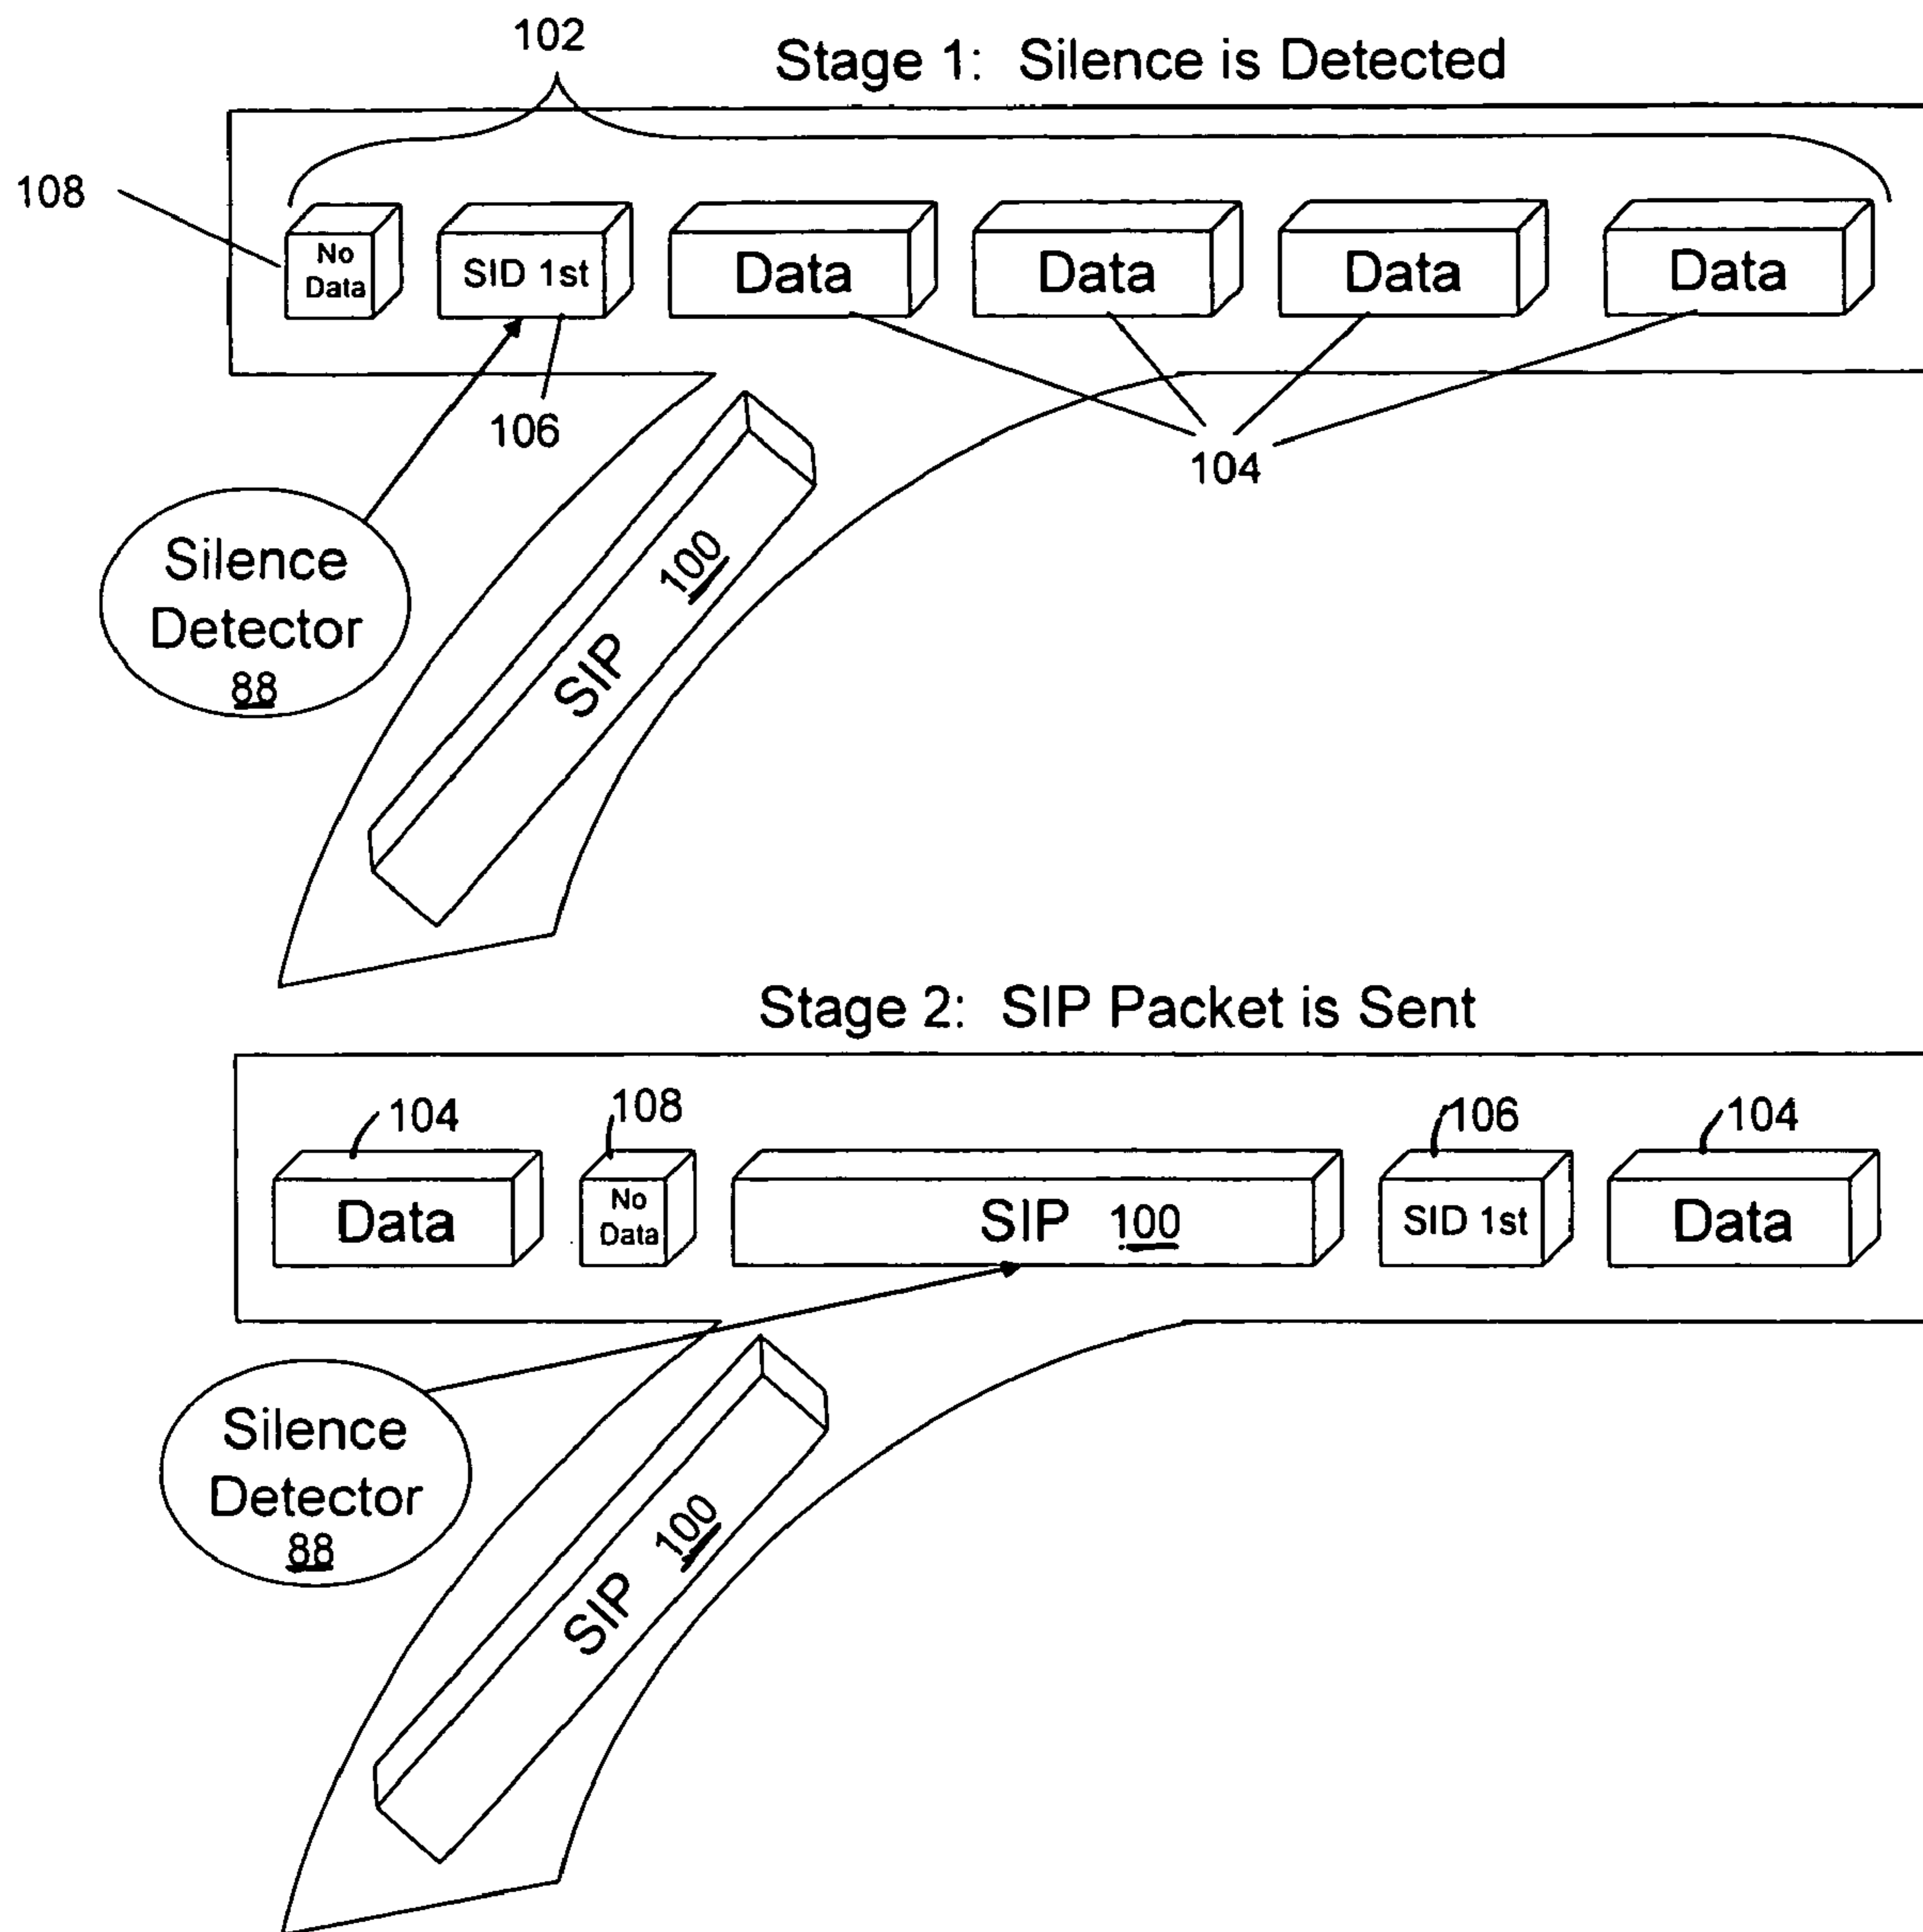 102
Stage 1: Silence is Detected
108
No
Data
SID 1st
Data
Data
Data
Data
106
104
Silence
Detector
88
SIP 100
Stage 2: SIP Packet is Sent
104
108
106
104
Data
No
Data
SIP 100
SID 1st
Data
Silence
Detector
88
SIP 100